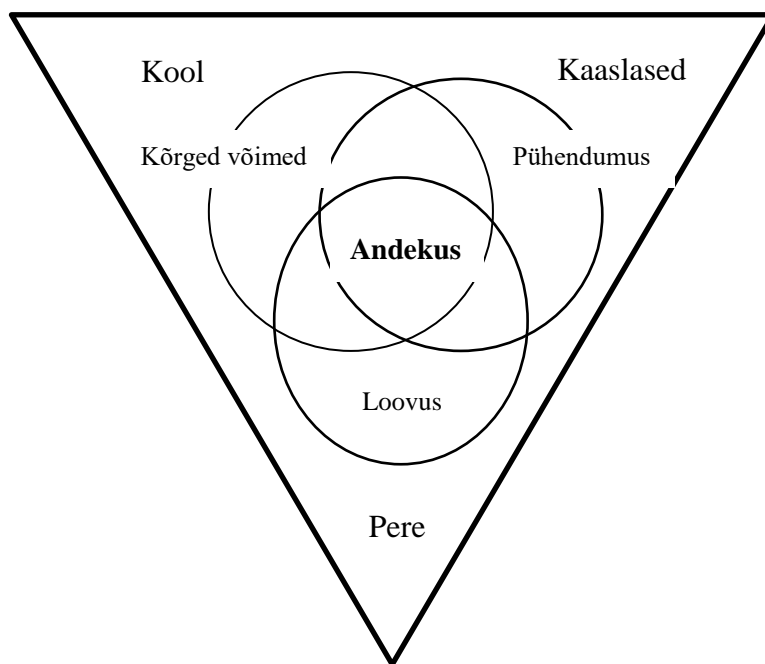 Kool
Kaaslased
Kõrged võimed
Pühendumus
Andekus
Loovus
Pere